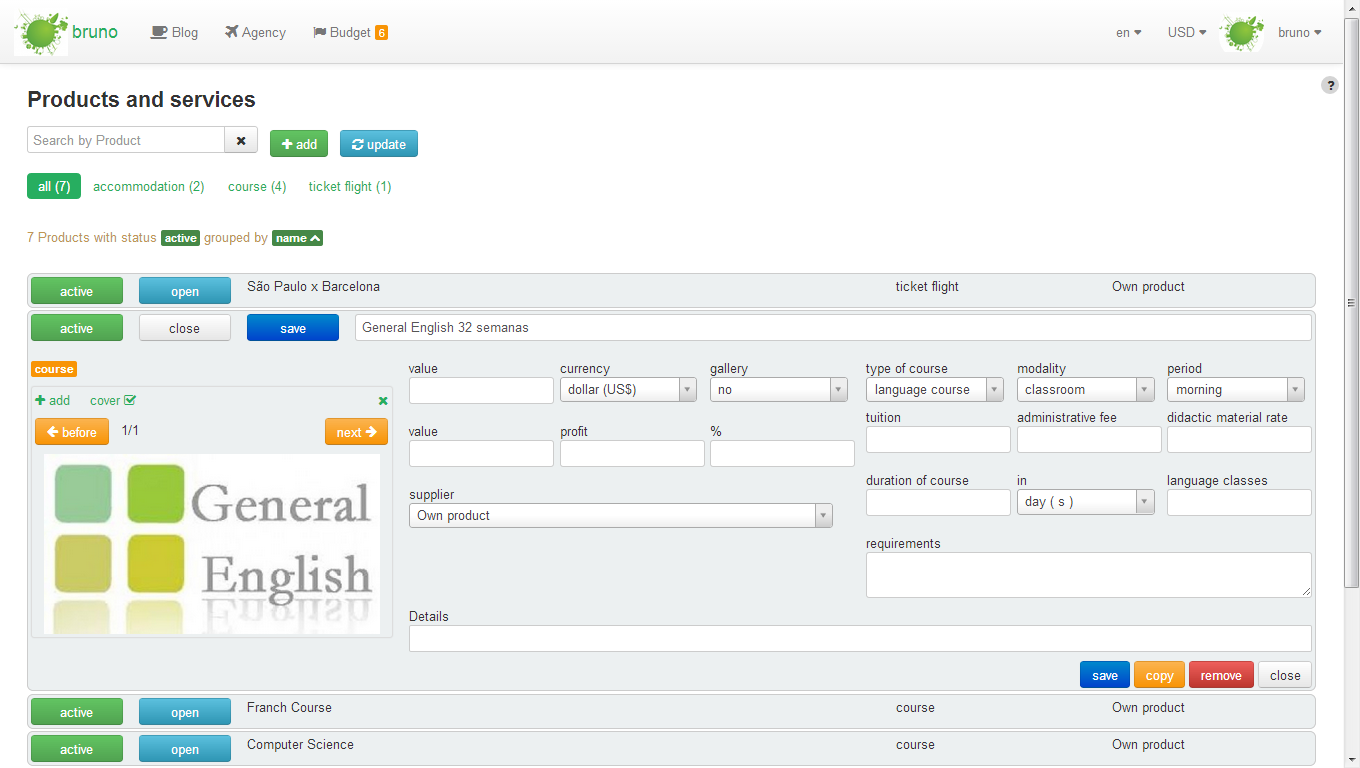 bruno Blog Agency Budget 6 en USD bruno
?
Products and services
Search by Product add update
all (7) accommodation (2) course (4) ticket flight (1)
7 Products with status active grouped by name
active open São Paulo x Barcelona ticket flight Own product
active close save General English 32 semanas
course value currency gallery type of course modality period
dollar (US$) no language course classroom morning
add cover
tuition administrative fee didactic material rate
before 1/1 next value profit %
duration of course in language classes
supplier
day ( s )
Own product
General
English
requirements
Details
save copy remove close
active open Franch Course course Own product
active open Computer Science course Own product